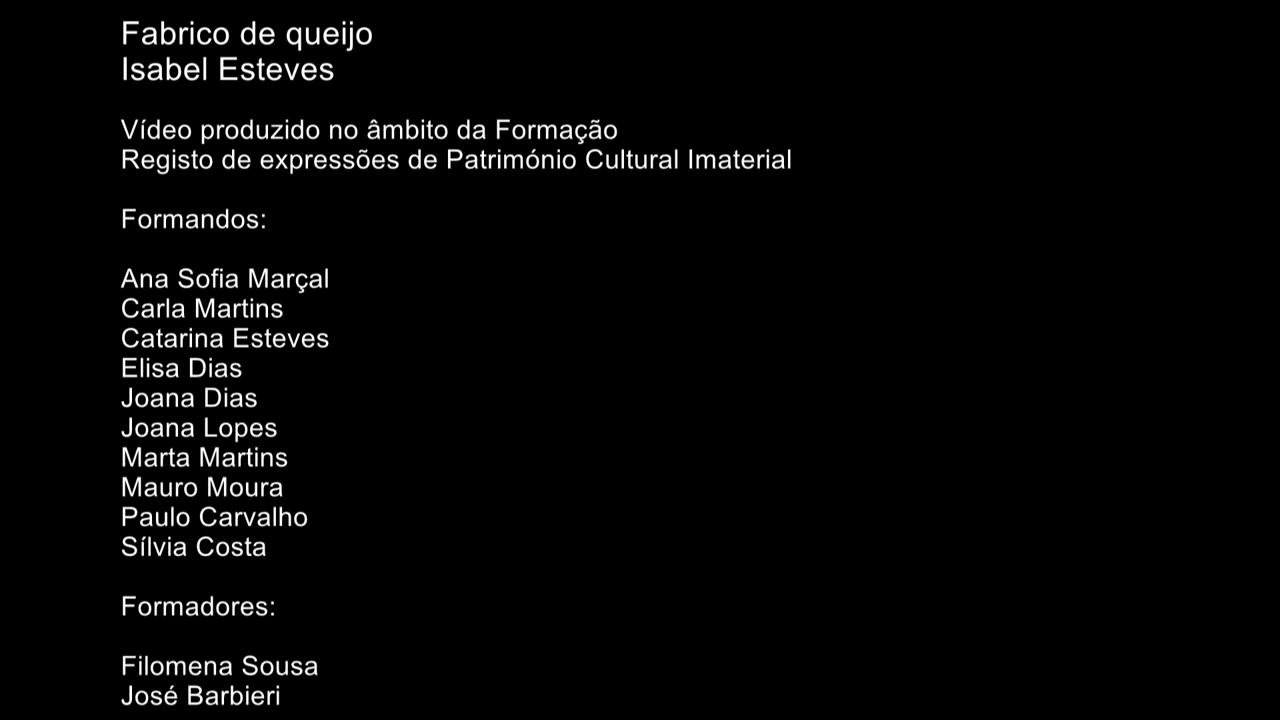 Fabrico de queijo
Isabel Esteves
Vídeo produzido no âmbito da Formação
Registo de expressões de Património Cultural Imaterial
Formandos:
Ana Sofia Marçal
Carla Martins
Catarina Esteves
Elisa Dias
Joana Dias
Joana Lopes
Marta Martins
Mauro Moura
Paulo Carvalho
Sílvia Costa
Formadores:
Filomena Sousa
José Barbieri